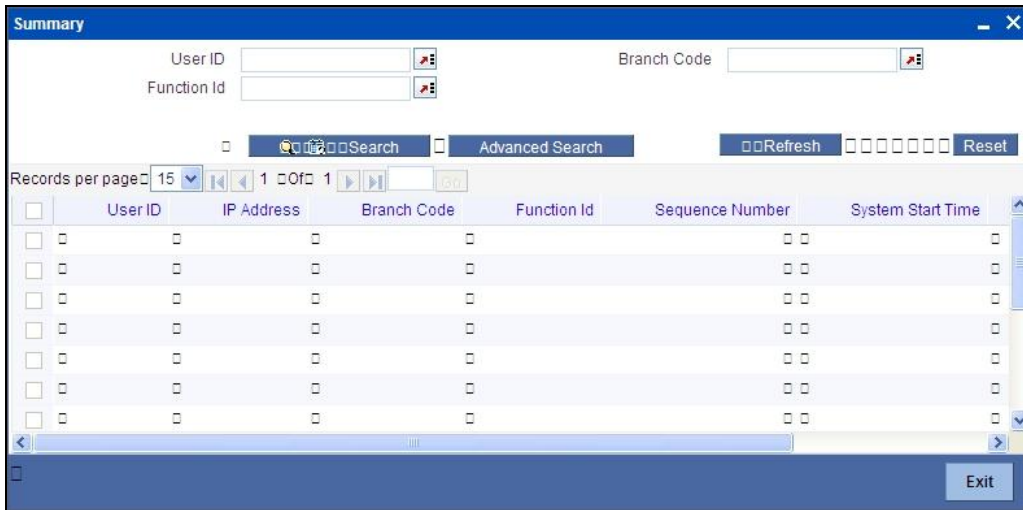 Summary
User ID Branch Code
Function Id
Search Advanced Search Refresh Reset
Records per page 15 1 Of 1 Go
User ID IP Address Branch Code Function Id Sequence Number System Start Time
Exit